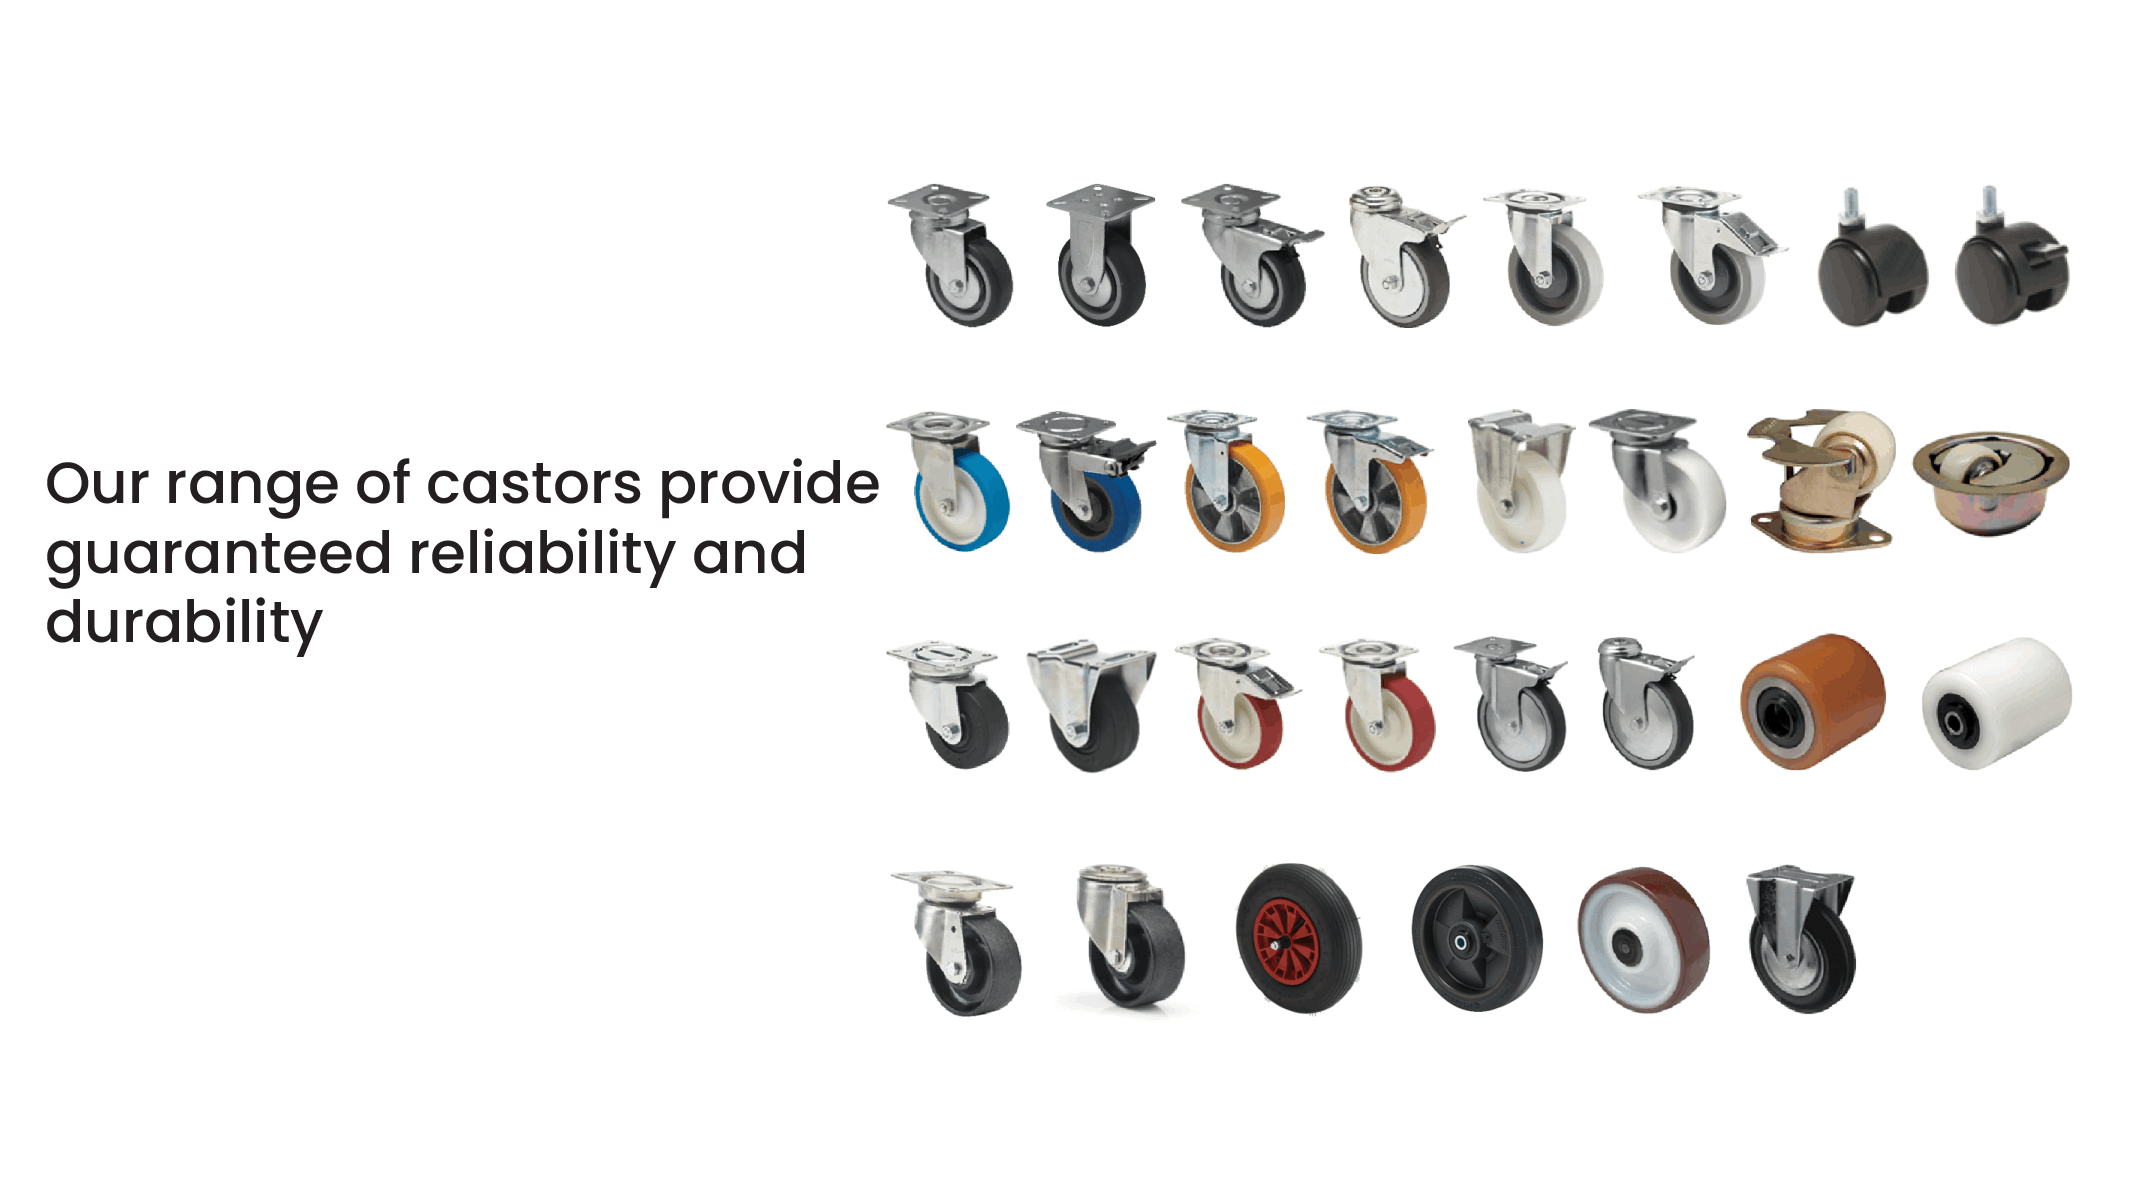 Our range of castors provide
guaranteed reliability and
durability